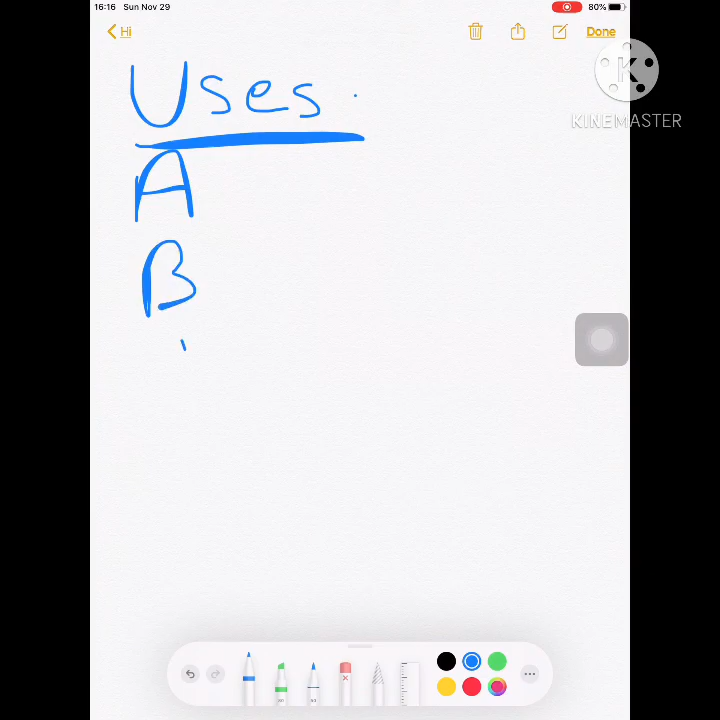 16:16 Sun Nov 29 80%
Hi Done
KINEMASTER
Uses.
A
B